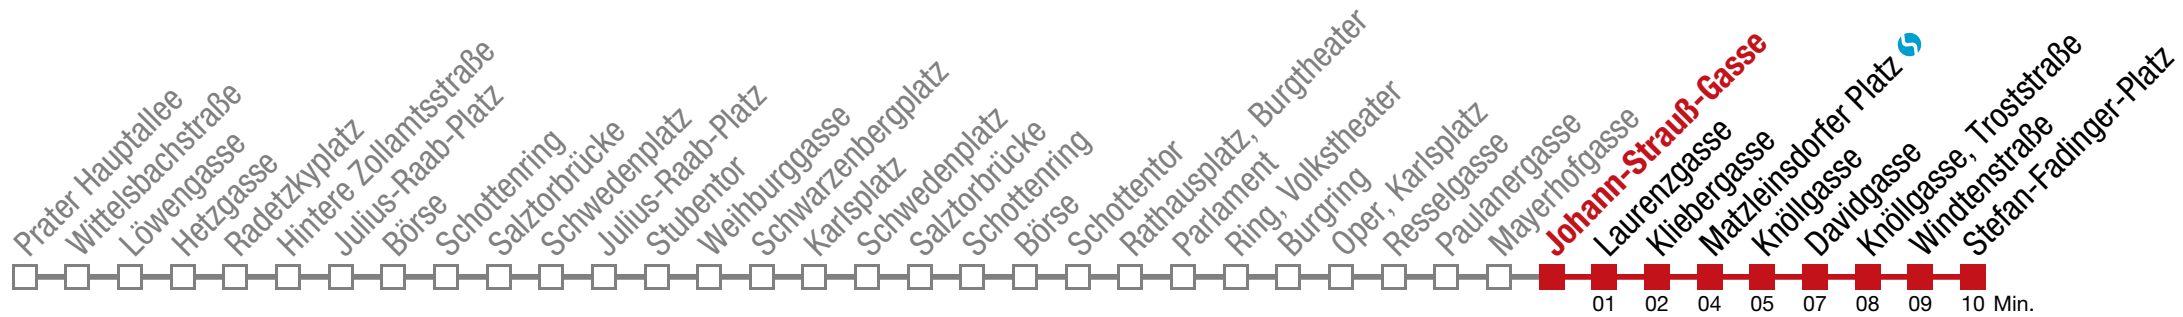 Prater Hauptallee
Wittelsbachstraße
Löwengasse
Hetzgasse
Radetzkyplatz
Hintere Zollamtsstraße
Julius-Raab-Platz
Börse
Schottenring
Salztorbrücke
Schwedenplatz
Julius-Raab-Platz
Stubentor
Weihburggasse
Schwarzenbergplatz
Karlsplatz
Schwedenplatz
Salztorbrücke
Schottenring
Börse
Schottentor
Rathausplatz, Burgtheater
Parlament
Ring, Volkstheater
Burgring
Oper, Karlsplatz
Resselgasse
Paulanergasse
Mayerhofgasse
Johann-Strauß-Gasse
Laurenzgasse
Kliebergasse
Matzleinsdorfer Platz
Knöllgasse
Davidgasse
Knöllgasse, Troststraße
Windtenstraße
Stefan-Fadinger-Platz
01 02 04 05 07 08 09 10 Min.